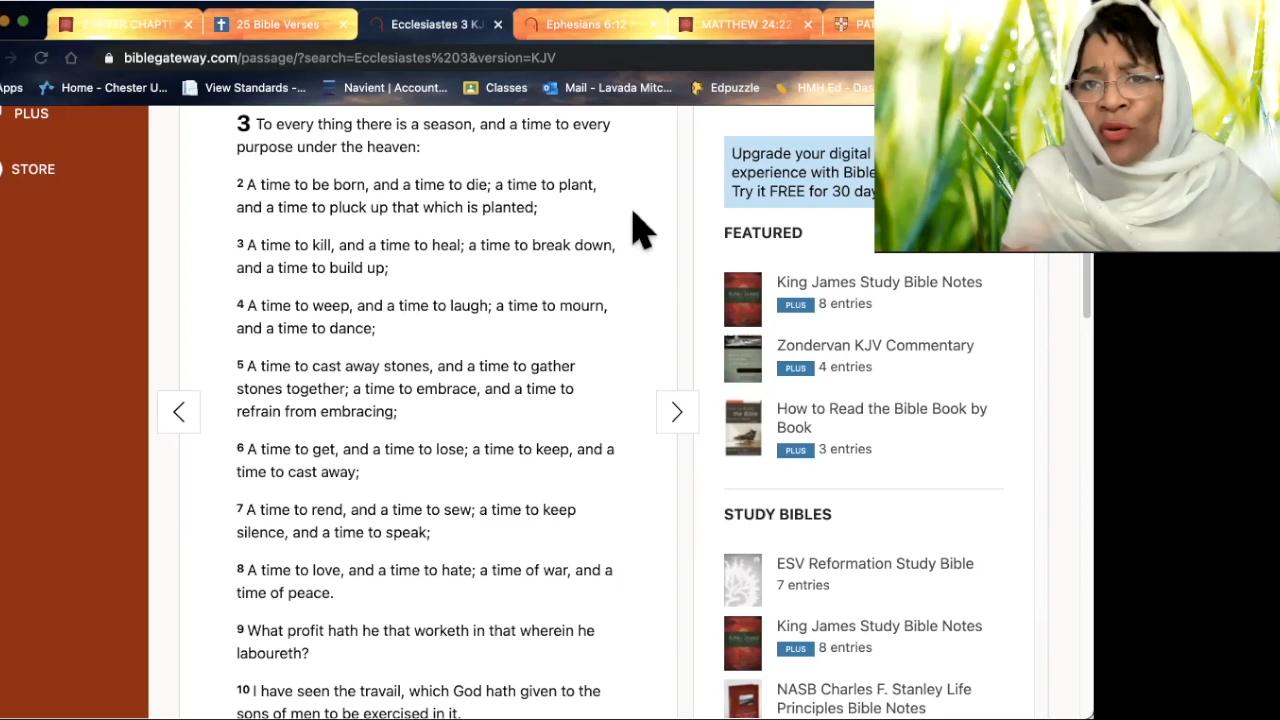 25 Bible Verses
Ecclesiastes 3 KJ
Ephesians 6:12
MATTHEW 24:22
biblegateway.com/passage/?search=Ecclesiastes%203&version=KJV
Apps
Home - Chester U...
View Standards -...
Navient | Account...
Classes
Mail - Lavada Mitc...
Edpuzzle
HMH Ed - Das
PLUS
STORE
3 To every thing there is a season, and a time to every
purpose under the heaven:
2 A time to be born, and a time to die; a time to plant,
and a time to pluck up that which is planted;
3 A time to kill, and a time to heal; a time to break down,
and a time to build up;
4 A time to weep, and a time to laugh; a time to mourn,
and a time to dance;
5 A time to cast away stones, and a time to gather
stones together; a time to embrace, and a time to
refrain from embracing;
6 A time to get, and a time to lose; a time to keep, and a
time to cast away;
7 A time to rend, and a time to sew; a time to keep
silence, and a time to speak;
8 A time to love, and a time to hate; a time of war, and a
time of peace.
9 What profit hath he that worketh in that wherein he
laboureth?
10 I have seen the travail, which God hath given to the
sons of men to be exercised in it.
Upgrade your digital
experience with Bible
Try it FREE for 30 day
FEATURED
King James Study Bible Notes
PLUS 8 entries
Zondervan KJV Commentary
PLUS 4 entries
How to Read the Bible Book by
Book
PLUS 3 entries
STUDY BIBLES
ESV Reformation Study Bible
7 entries
King James Study Bible Notes
PLUS 8 entries
NASB Charles F. Stanley Life
Principles Bible Notes